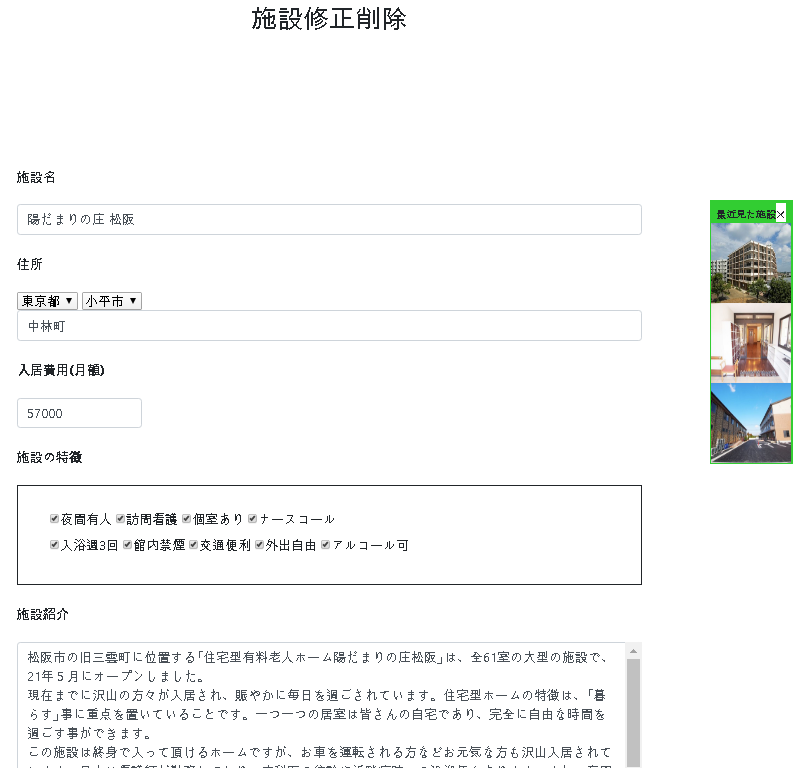 施設修正削除
施設名
陽だまりの庄 松阪
最近見た施設×
住所
東京都 ▼ 小平市 ▼
中林町
入居費用(月額)
57000
施設の特徴
夜間有人 訪問看護 個室あり ナースコール
入浴週3回 館内禁煙 交通便利 外出自由 アルコール可
施設紹介
松阪市の旧三雲町に位置する「住宅型有料老人ホーム陽だまりの庄松阪」は、全61室の大型の施設で、
21年５月にオープンしました。
現在までに沢山の方々が入居され、賑やかに毎日を過ごされています。住宅型ホームの特徴は、「暮
らす」事に重点を置いていることです。一つ一つの居室は皆さんの自宅であり、完全に自由な時間を
過ごす事ができます。
この施設は終身で入って頂けるホームですが、お車を運転される方などお元気な方も沢山入居されて